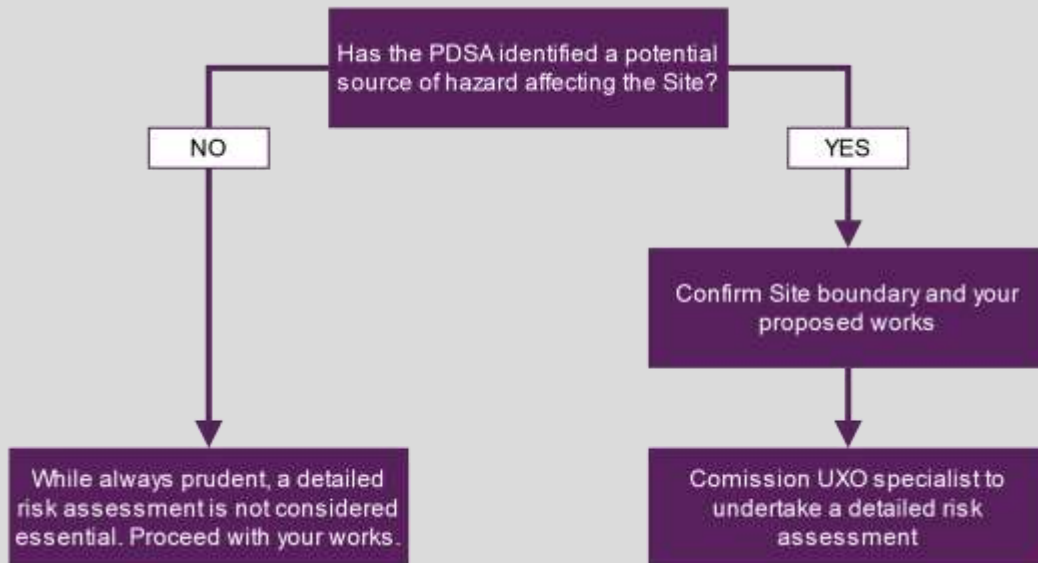 Has the PDSA identified a potential
source of hazard affecting the Site?
NO
YES
Confirm Site boundary and your
proposed works
While always prudent, a detailed
risk assessment is not considered
essential. Proceed with your works.
Comission UXO specialist to
undertake a detailed risk
assessment